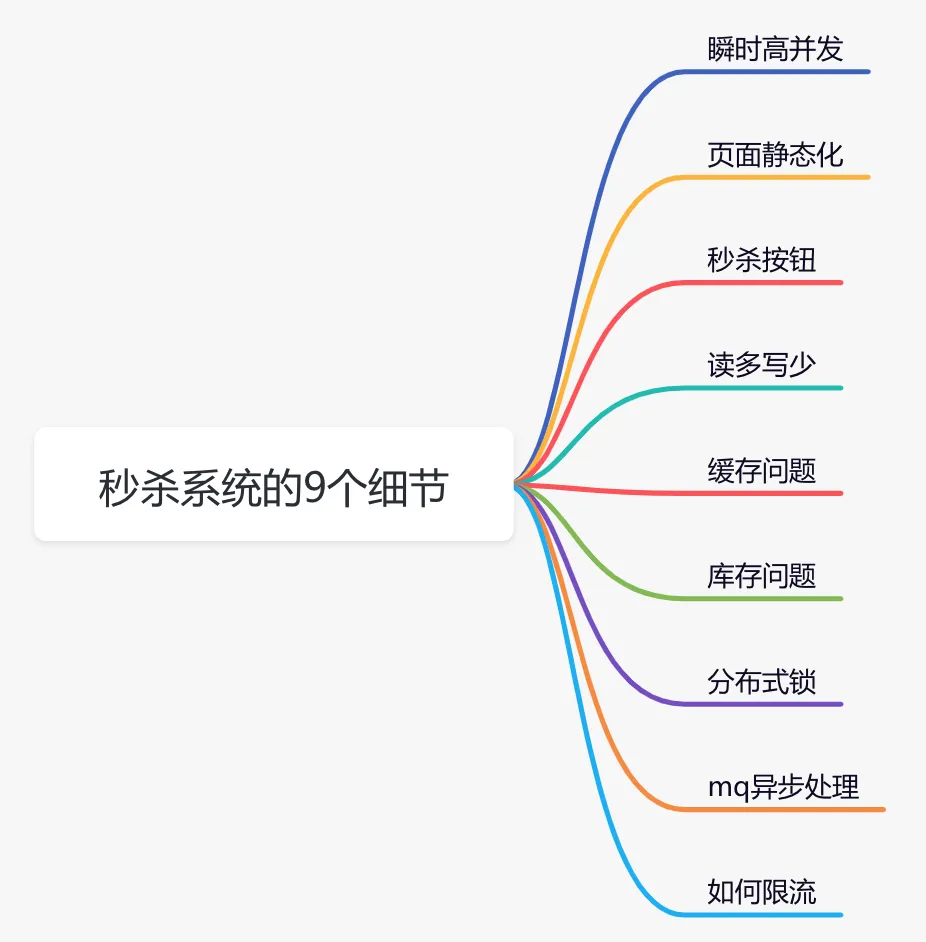 秒杀系统的9个细节
瞬时高并发
页面静态化
秒杀按钮
读多写少
缓存问题
库存问题
分布式锁
mq异步处理
如何限流